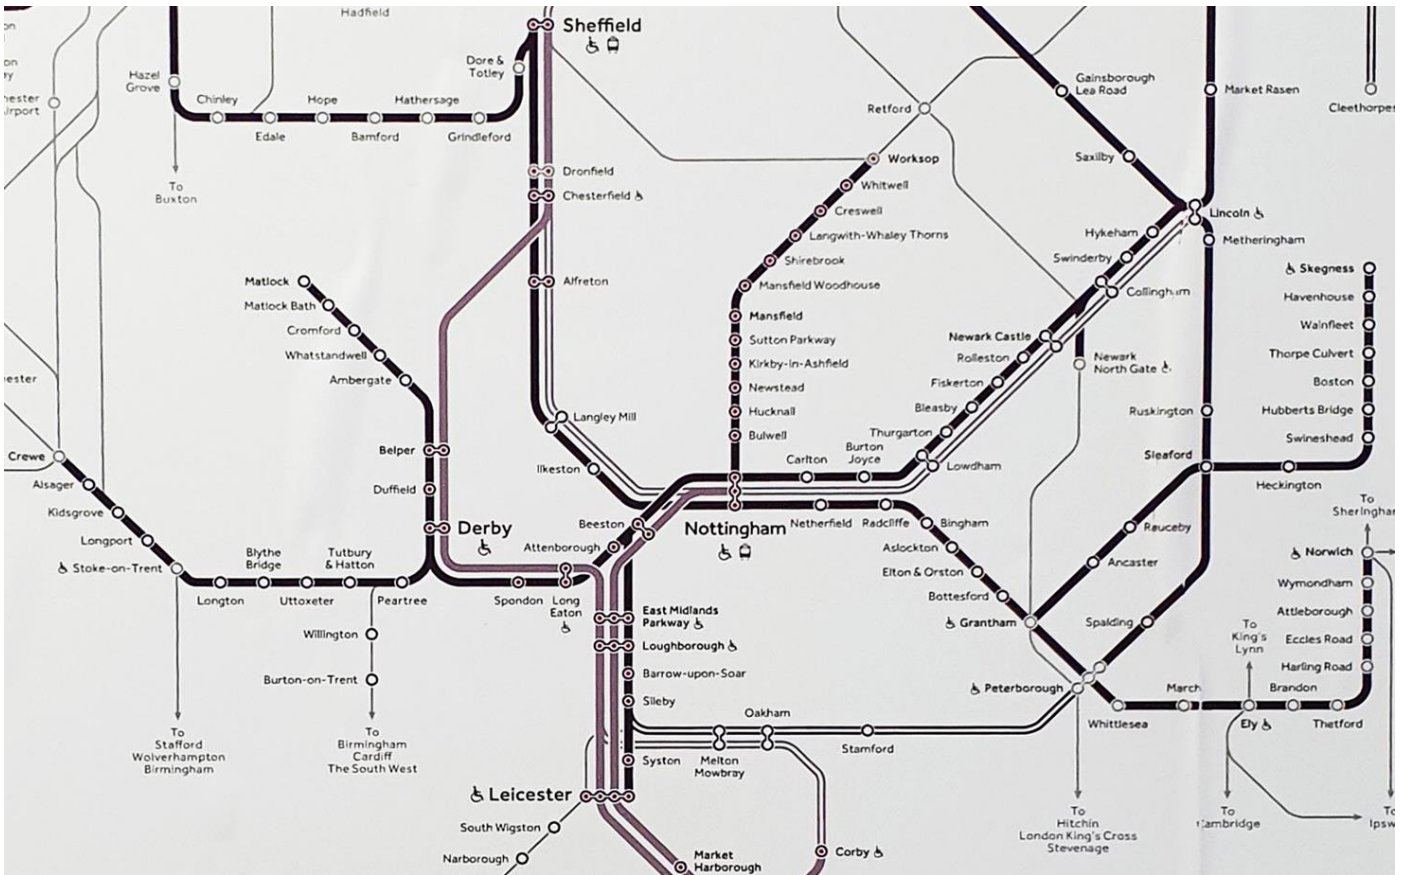 Hadfield
Sheffield
Dore &
Totley
Hazel
Grove
Chinley
Hope
Hathersage
Edale
Bamford
Grindleford
To
Buxton
Gainsborough
Lea Road
Market Rasen
Cleethorpes
Retford
Worksop
Saxilby
Dronfield
Chesterfield
Whitwell
Creswell
Langwith-Whaley Thorns
Shirebrook
Mansfield Woodhouse
Lincoln
Hykeham
Metheringham
Swinderby
Collingham
Alfreton
Matlock
Matlock Bath
Cromford
Whatstandwell
Ambergate
Mansfield
Sutton Parkway
Kirkby-in-Ashfield
Newstead
Hucknall
Bulwell
Newark Castle
Rolleston
Fiskerton
Bleasby
Thurgarton
Burton
Joyce
Carlton
Lowdham
Newark
North Gate
Skegness
Havenhouse
Wainfleet
Thorpe Culvert
Boston
Hubberts Bridge
Swineshead
Ruskington
Sleaford
Heckington
Langley Mill
Ilkeston
Belper
Duffield
Derby
Crewe
Alsager
Kidsgrove
Longport
Stoke-on-Trent
Blythe
Bridge
Tutbury
& Hatton
Longton
Uttoxeter
Peartree
Beeston
Attenborough
Spondon
Long
Eaton
Nottingham
Netherfield
Radcliffe
Bingham
Aslockton
Elton & Orston
Bottesford
Grantham
Rauceby
Ancaster
Spalding
To
Sheringham
Norwich
Wymondham
Attleborough
Eccles Road
Harling Road
Willington
Burton-on-Trent
East Midlands
Parkway
Loughborough
Barrow-upon-Soar
Sileby
Syston
Oakham
Melton
Mowbray
Stamford
Peterborough
Whittlesea
March
To
King's
Lynn
Ely
Brandon
Thetford
To
Stafford
Wolverhampton
Birmingham
To
Birmingham
Cardiff
The South West
Leicester
South Wigston
Narborough
Market
Harborough
Corby
To
Hitchin
London King's Cross
Stevenage
To
Cambridge
To
Ipsw